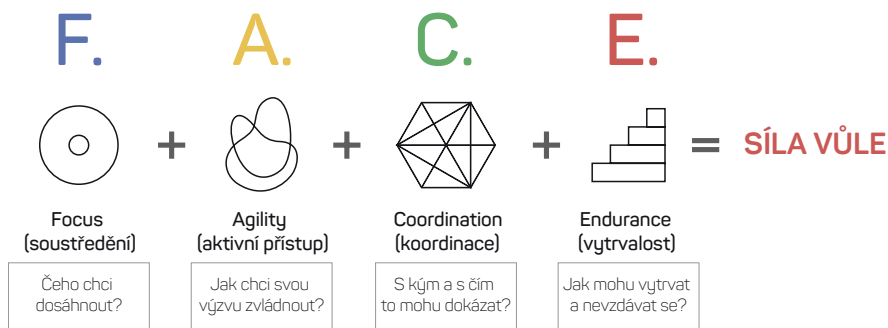 F. A. C. E.
+ + + = SÍLA VŮLE
Focus
(soustředění)
Agility
(aktivní přístup)
Coordination
(koordinace)
Endurance
(vytrvalost)
Čeho chci
dosáhnout?
Jak chci svou
výzvu zvládnout?
S kým a s čím
to mohu dokázat?
Jak mohu vytrvat
a nevzdávat se?